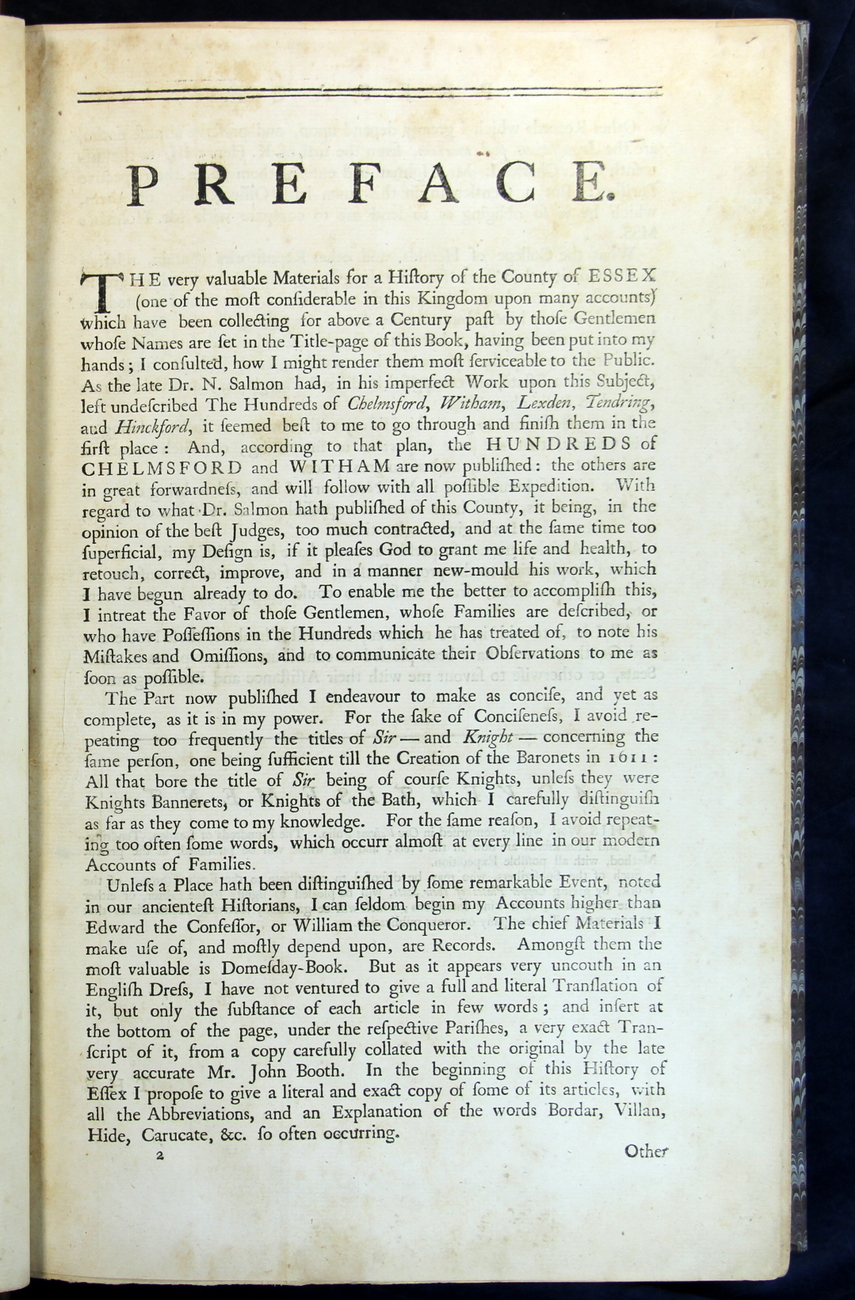 PREFACE.
THE very valuable Materials for a Hiſtory of the County of ESSEX
(one of the moſt conſiderable in this Kingdom upon many accounts)
which have been collecting for above a Century paſt by thoſe Gentlemen
whoſe Names are ſet in the Title-page of this Book, having been put into my
hands; I conſulted, how I might render them moſt ſerviceable to the Public.
As the late Dr. N. Salmon had, in his imperfect Work upon this Subject,
left undeſcribed The Hundreds of Chelmsford, Witham, Lexden, Tendring,
and Hinckford, it ſeemed beſt to me to go through and finiſh them in the
firſt place: And, according to that plan, the HUNDREDS of
CHELMSFORD and WITHAM are now publiſhed: the others are
in great forwardneſs, and will follow with all poſſible Expedition. With
regard to what Dr. Salmon hath publiſhed of this County, it being, in the
opinion of the beſt Judges, too much contracted, and at the ſame time too
ſuperficial, my Deſign is, if it pleaſes God to grant me life and health, to
retouch, correct, improve, and in a manner new-mould his work, which
I have begun already to do. To enable me the better to accompliſh this,
I intreat the Favor of thoſe Gentlemen, whoſe Families are deſcribed, or
who have Poſſeſſions in the Hundreds which he has treated of, to note his
Miſtakes and Omiſſions, and to communicate their Obſervations to me as
ſoon as poſſible.
The Part now publiſhed I endeavour to make as conciſe, and yet as
complete, as it is in my power. For the ſake of Conciſeneſs, I avoid re-
peating too frequently the titles of Sir — and Knight — concerning the
ſame perſon, one being ſufficient till the Creation of the Baronets in 1611:
All that bore the title of Sir being of courſe Knights, unleſs they were
Knights Bannerets, or Knights of the Bath, which I carefully diſtinguiſh
as far as they come to my knowledge. For the ſame reaſon, I avoid repeat-
ing too often ſome words, which occurr almoſt at every line in our modern
Accounts of Families.
Unleſs a Place hath been diſtinguiſhed by ſome remarkable Event, noted
in our ancienteſt Hiſtorians, I can ſeldom begin my Accounts higher than
Edward the Confeſſor, or William the Conqueror. The chief Materials I
make uſe of, and moſtly depend upon, are Records. Amongſt them the
moſt valuable is Domeſday-Book. But as it appears very uncouth in an
Engliſh Dreſs, I have not ventured to give a full and literal Tranſlation of
it, but only the ſubſtance of each article in few words; and inſert at
the bottom of the page, under the reſpective Pariſhes, a very exact Tran-
ſcript of it, from a copy carefully collated with the original by the late
very accurate Mr. John Booth. In the beginning of this Hiſtory of
Eſſex I propoſe to give a literal and exact copy of ſome of its articles, with
all the Abbreviations, and an Explanation of the words Bordar, Villan,
Hide, Carucate, &c. ſo often occurring.
2 Other